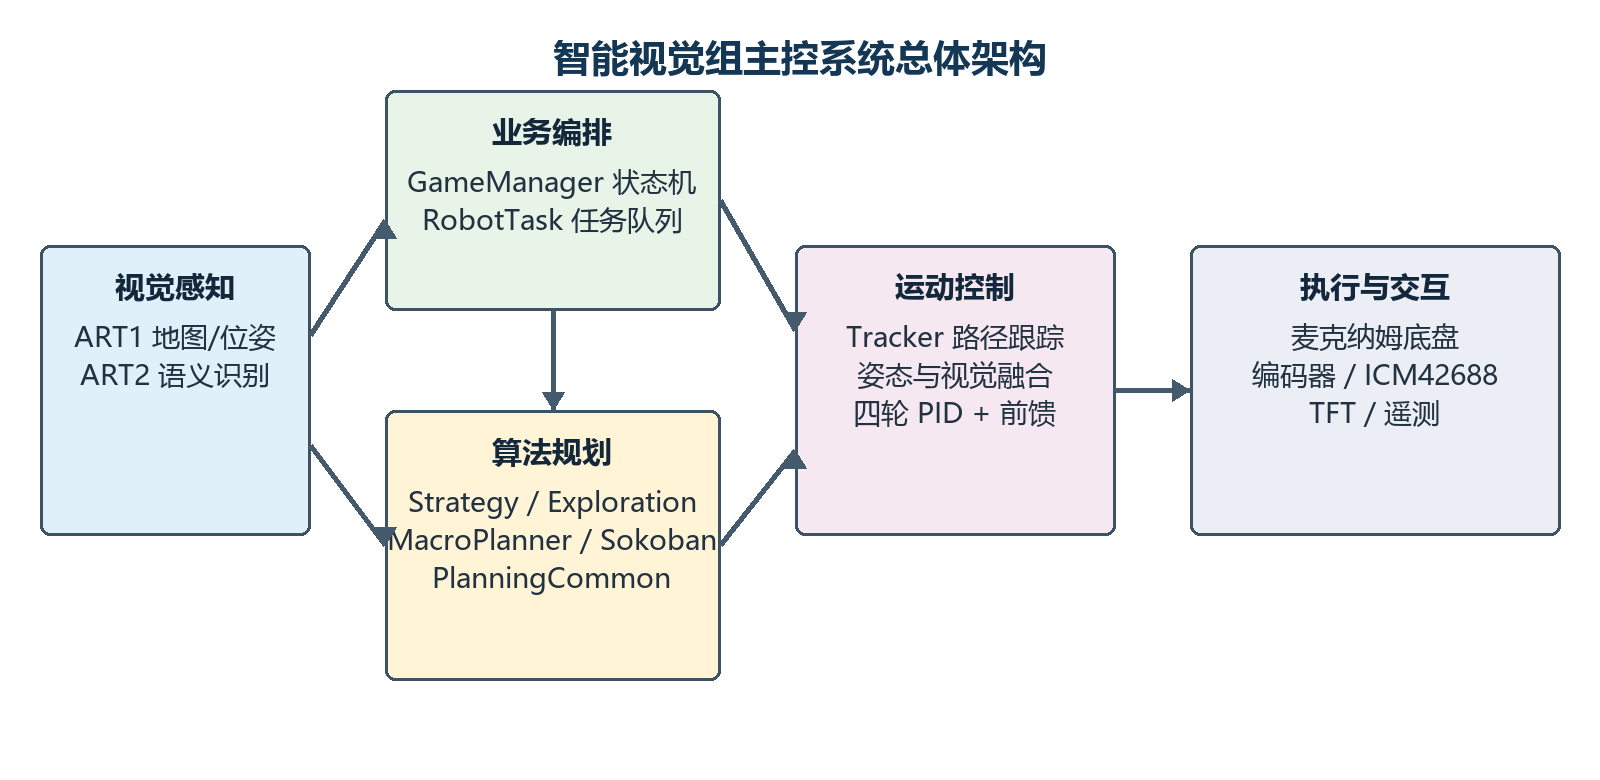 智能视觉组主控系统总体架构
业务编排
GameManager 状态机
RobotTask 任务队列
视觉感知
ART1 地图/位姿
ART2 语义识别
算法规划
Strategy / Exploration
MacroPlanner / Sokoban
PlanningCommon
运动控制
Tracker 路径跟踪
姿态与视觉融合
四轮 PID + 前馈
执行与交互
麦克纳姆底盘
编码器 / ICM42688
TFT / 遥测